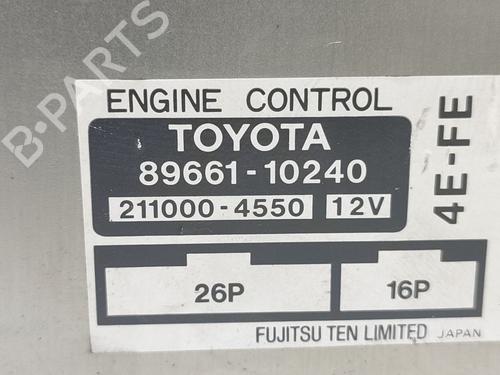 B-PARTS
ENGINE CONTROL
TOYOTA
89661-10240
211000-4550 12V
4E-FE
26P 16P
FUJITSU TEN LIMITED JAPAN